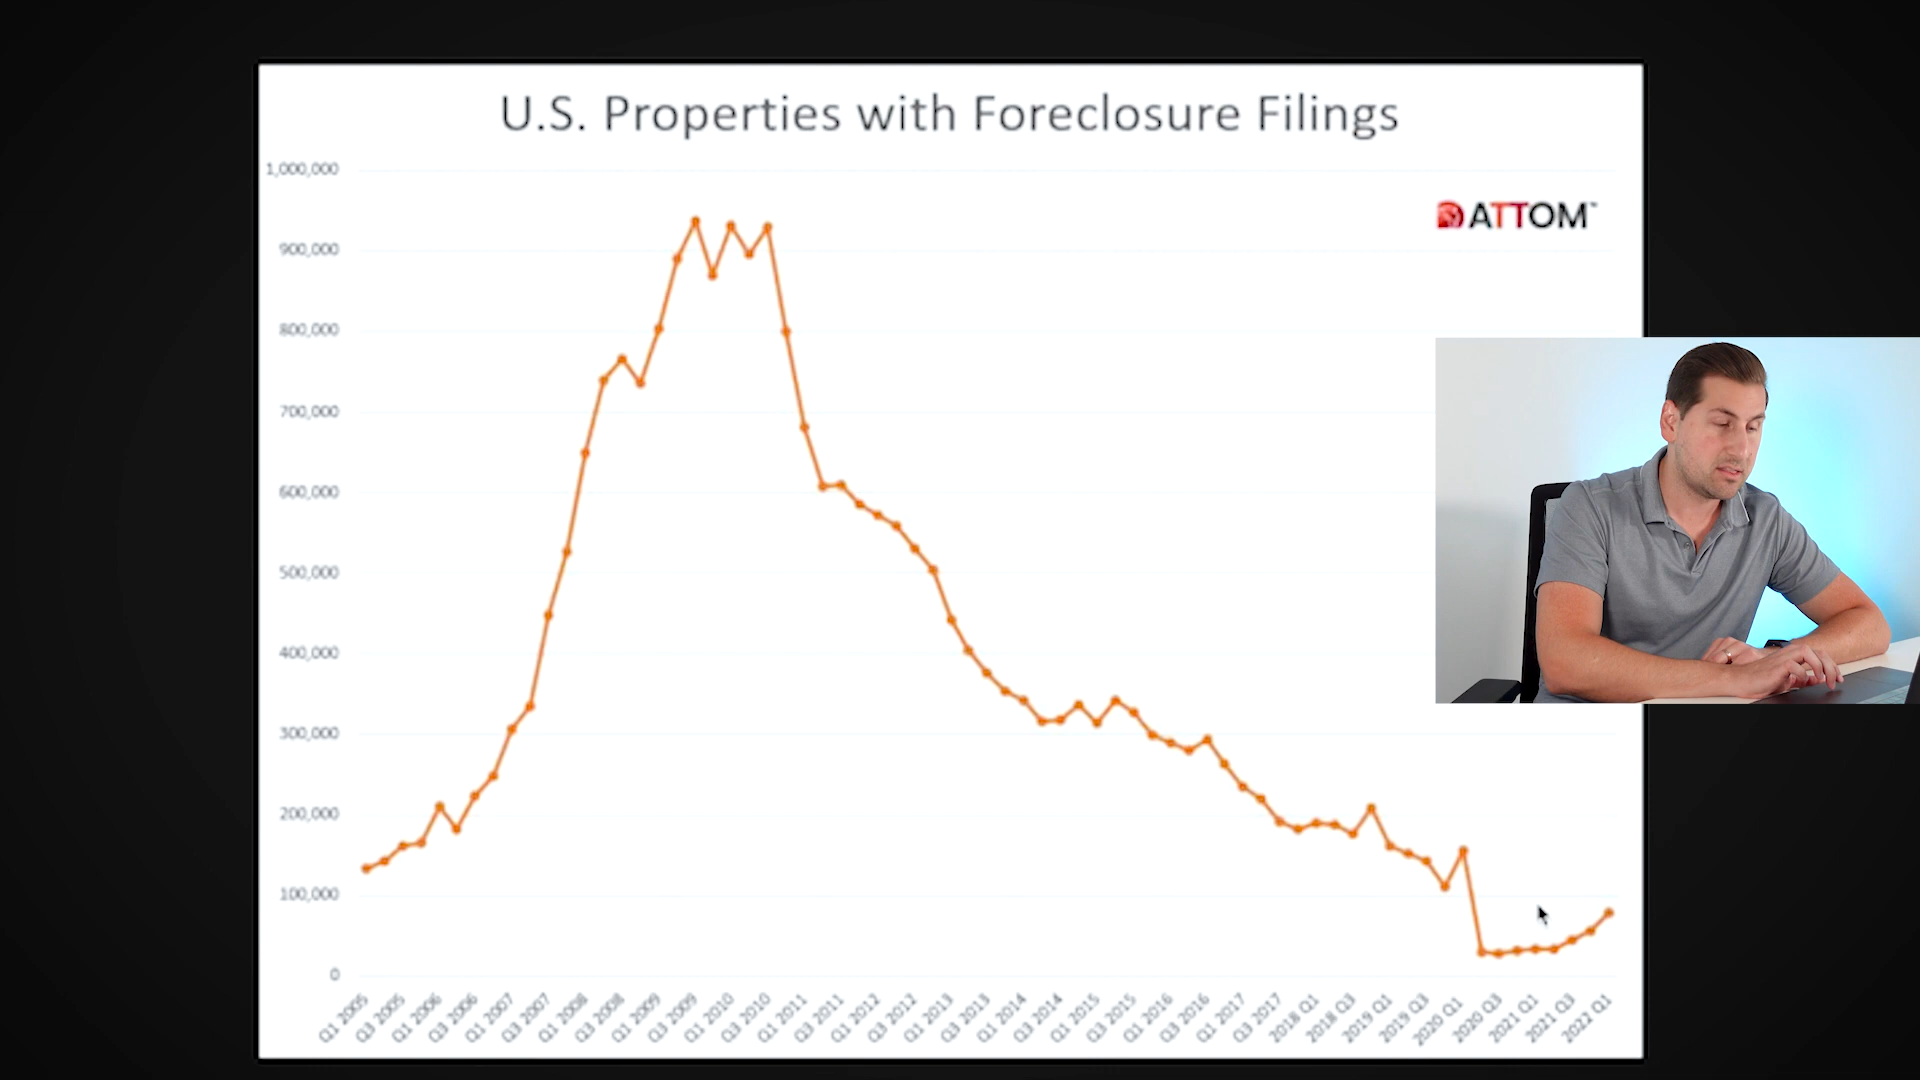 U.S. Properties with Foreclosure Filings
ATTOM™
1,000,000
900,000
800,000
700,000
600,000
500,000
400,000
300,000
200,000
100,000
0
Q1 2005
Q3 2005
Q1 2006
Q3 2006
Q1 2007
Q3 2007
Q1 2008
Q3 2008
Q1 2009
Q3 2009
Q1 2010
Q3 2010
Q1 2011
Q3 2011
Q1 2012
Q3 2012
Q1 2013
Q3 2013
Q1 2014
Q3 2014
Q1 2015
Q3 2015
Q1 2016
Q3 2016
Q1 2017
Q3 2017
2018 Q1
2018 Q3
2019 Q1
2019 Q3
2020 Q1
2020 Q3
2021 Q1
2021 Q3
2022 Q1